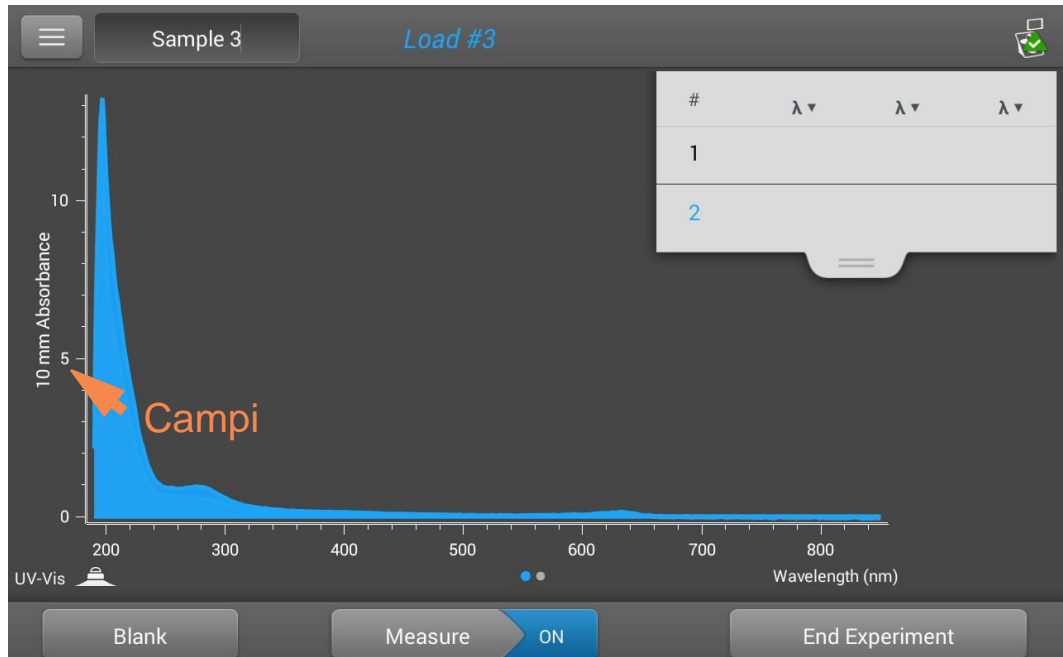 Sample 3
Load #3
# λ ▾ λ ▾ λ ▾
1
2
10 mm Absorbance
10
5
0
Campi
200 300 400 500 600 700 800
UV-Vis
Wavelength (nm)
Blank
Measure
ON
End Experiment